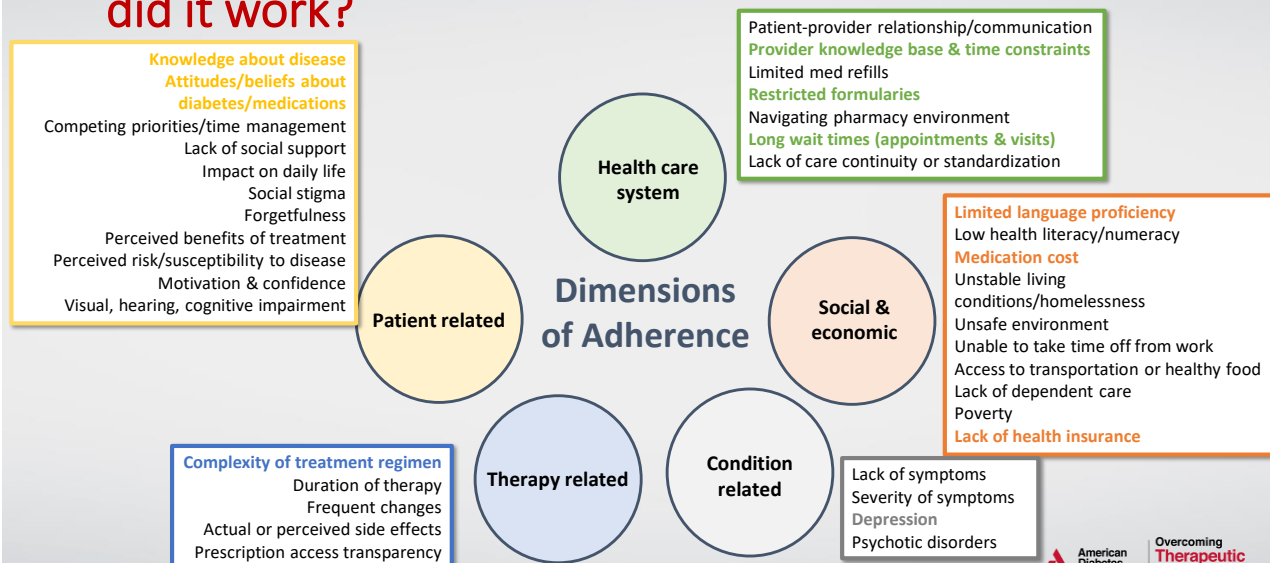 did it work?
Knowledge about disease
Attitudes/beliefs about
diabetes/medications
Competing priorities/time management
Lack of social support
Impact on daily life
Social stigma
Forgetfulness
Perceived benefits of treatment
Perceived risk/susceptibility to disease
Motivation & confidence
Visual, hearing, cognitive impairment
Patient-provider relationship/communication
Provider knowledge base & time constraints
Limited med refills
Restricted formularies
Navigating pharmacy environment
Long wait times (appointments & visits)
Lack of care continuity or standardization
Health care
system
Limited language proficiency
Low health literacy/numeracy
Medication cost
Unstable living
conditions/homelessness
Unsafe environment
Unable to take time off from work
Access to transportation or healthy food
Lack of dependent care
Poverty
Lack of health insurance
Patient related
Dimensions
of Adherence
Social &
economic
Complexity of treatment regimen
Duration of therapy
Frequent changes
Actual or perceived side effects
Prescription access transparency
Therapy related
Condition
related
Lack of symptoms
Severity of symptoms
Depression
Psychotic disorders
American
Diabetes
Overcoming
Therapeutic